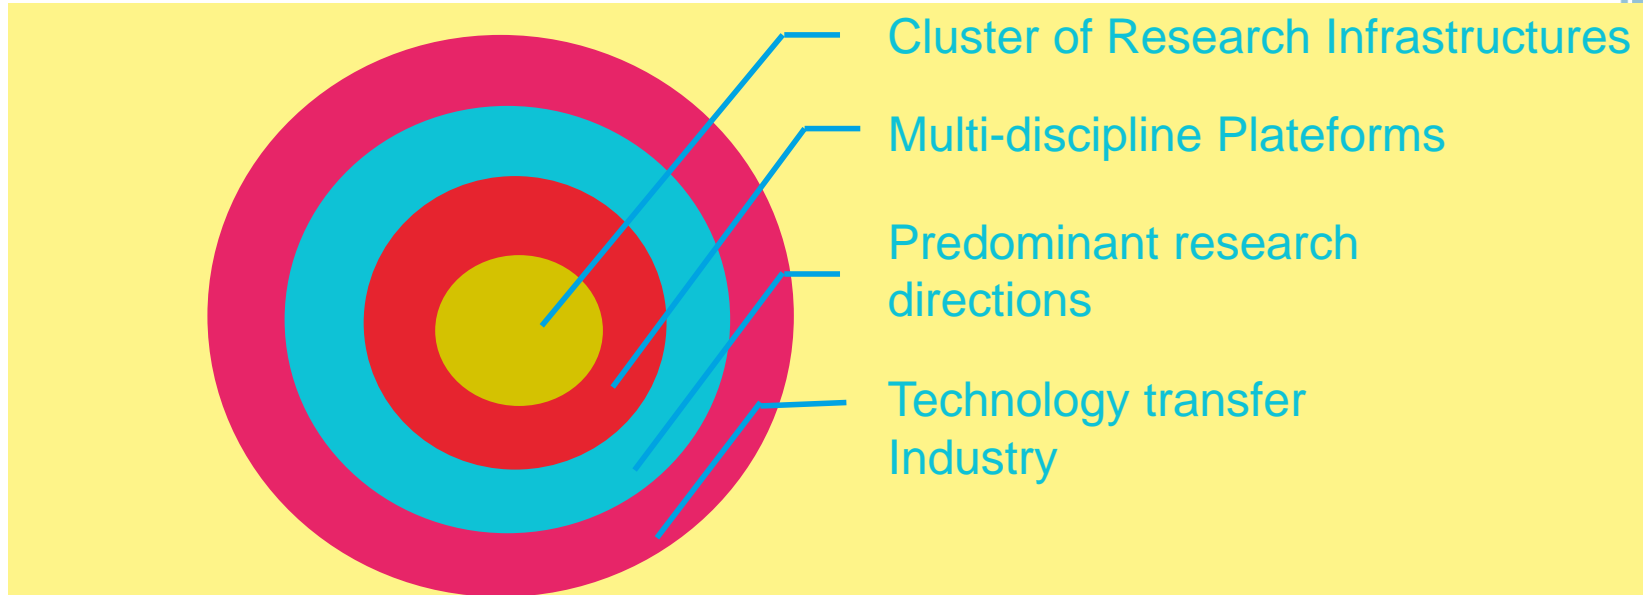 Cluster of Research Infrastructures
Multi-discipline Plateforms
Predominant research
directions
Technology transfer
Industry